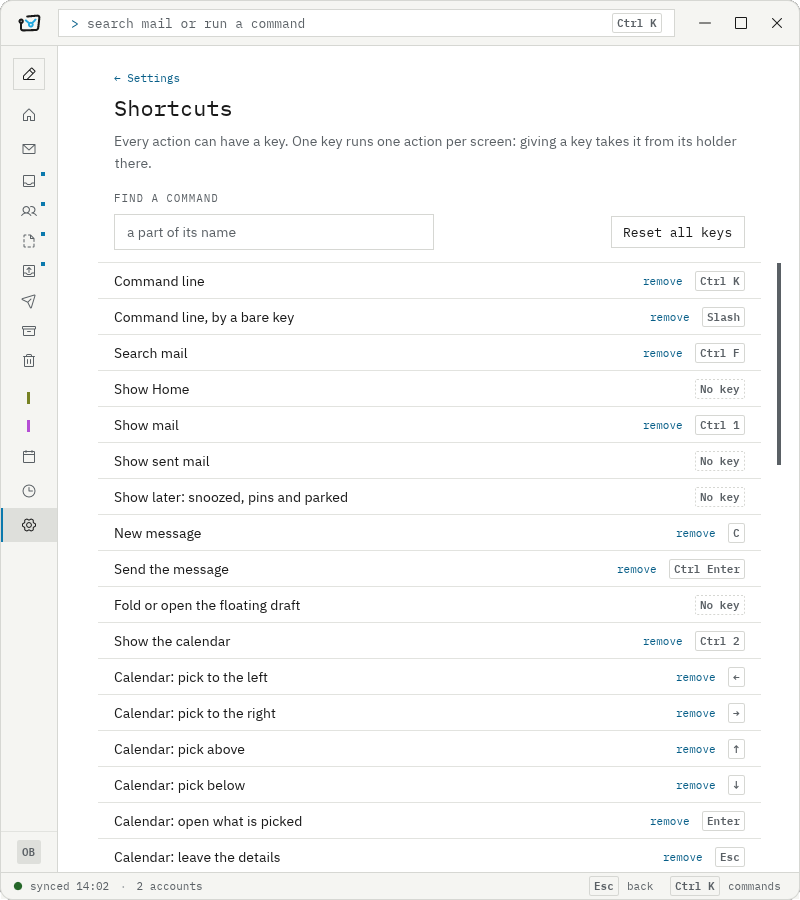 > search mail or run a command Ctrl K
← Settings
Shortcuts
Every action can have a key. One key runs one action per screen: giving a key takes it from its holder
there.
FIND A COMMAND
a part of its name
Reset all keys
Command line remove Ctrl K
Command line, by a bare key remove Slash
Search mail remove Ctrl F
Show Home No key
Show mail remove Ctrl 1
Show sent mail No key
Show later: snoozed, pins and parked No key
New message remove C
Send the message remove Ctrl Enter
Fold or open the floating draft No key
Show the calendar remove Ctrl 2
Calendar: pick to the left remove ←
Calendar: pick to the right remove →
Calendar: pick above remove ↑
Calendar: pick below remove ↓
Calendar: open what is picked remove Enter
Calendar: leave the details remove Esc
OB
synced 14:02 · 2 accounts Esc back Ctrl K commands